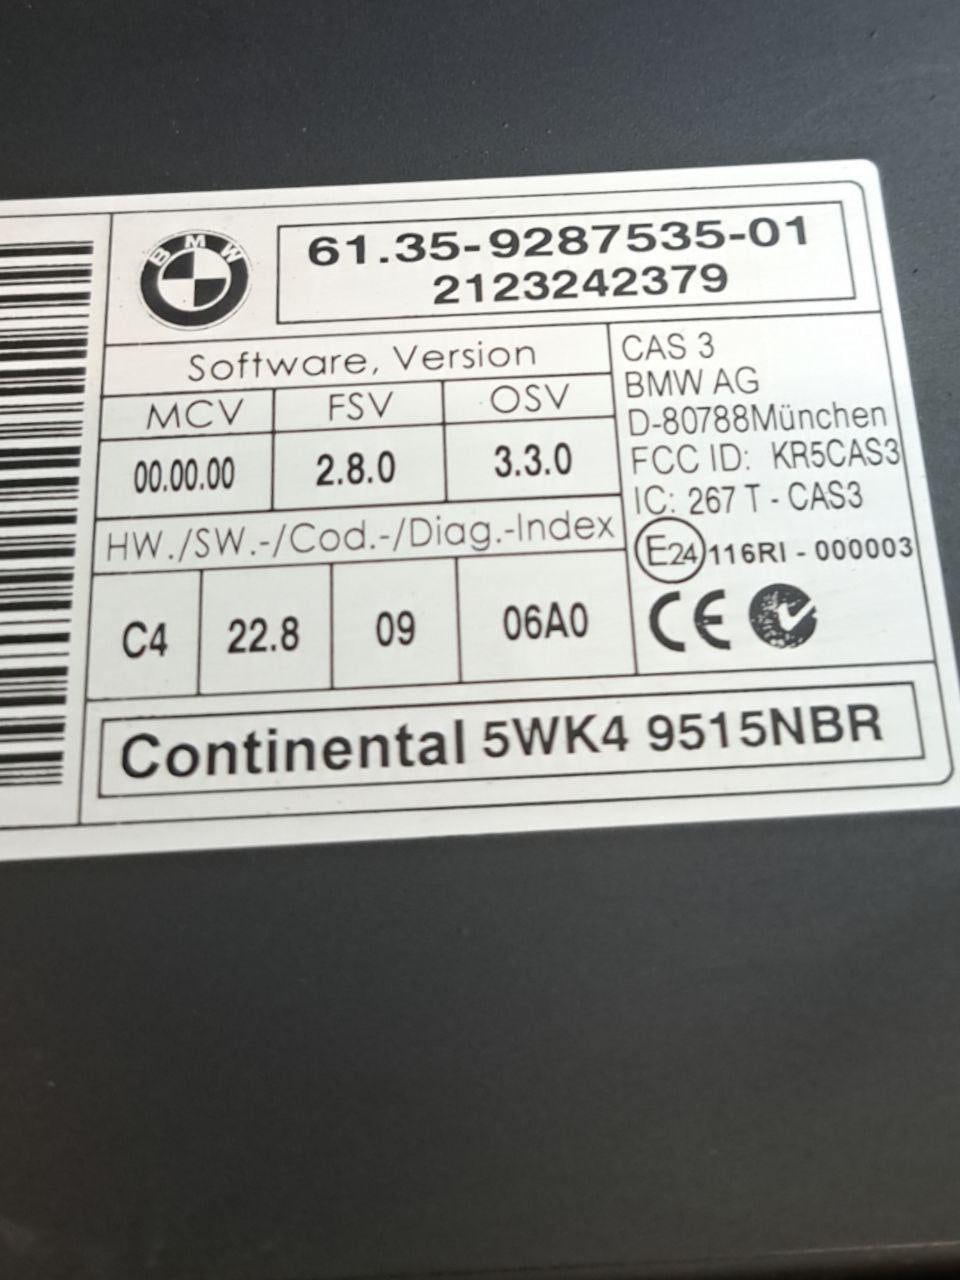 BMW
61.35-9287535-01
2123242379
Software, Version
MCV FSV OSV
00.00.00 2.8.0 3.3.0
HW./SW.-/Cod.-/Diag.-Index
C4 22.8 09 06A0
CAS 3
BMW AG
D-80788München
FCC ID: KR5CAS3
IC: 267 T - CAS3
E24 116RI - 000003
CE
Continental 5WK4 9515NBR